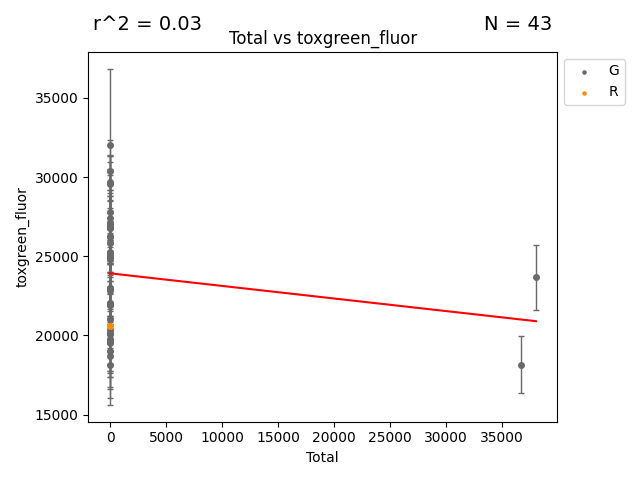 r^2 = 0.03
N = 43
Total vs toxgreen_fluor
G
R
35000
30000
25000
20000
15000
toxgreen_fluor
0
5000
10000
15000
20000
25000
30000
35000
Total